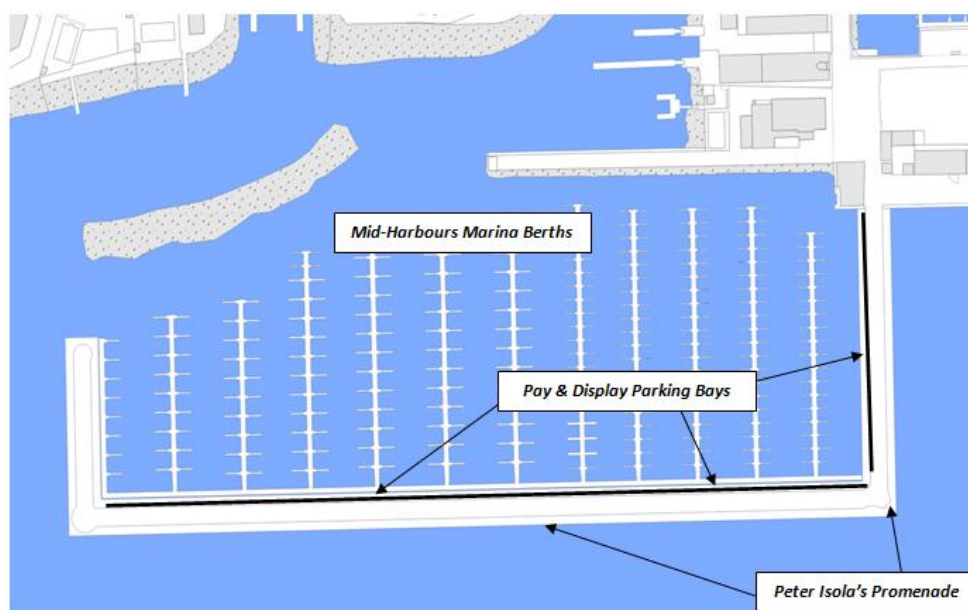 Mid-Harbours Marina Berths
Pay & Display Parking Bays
Peter Isola's Promenade